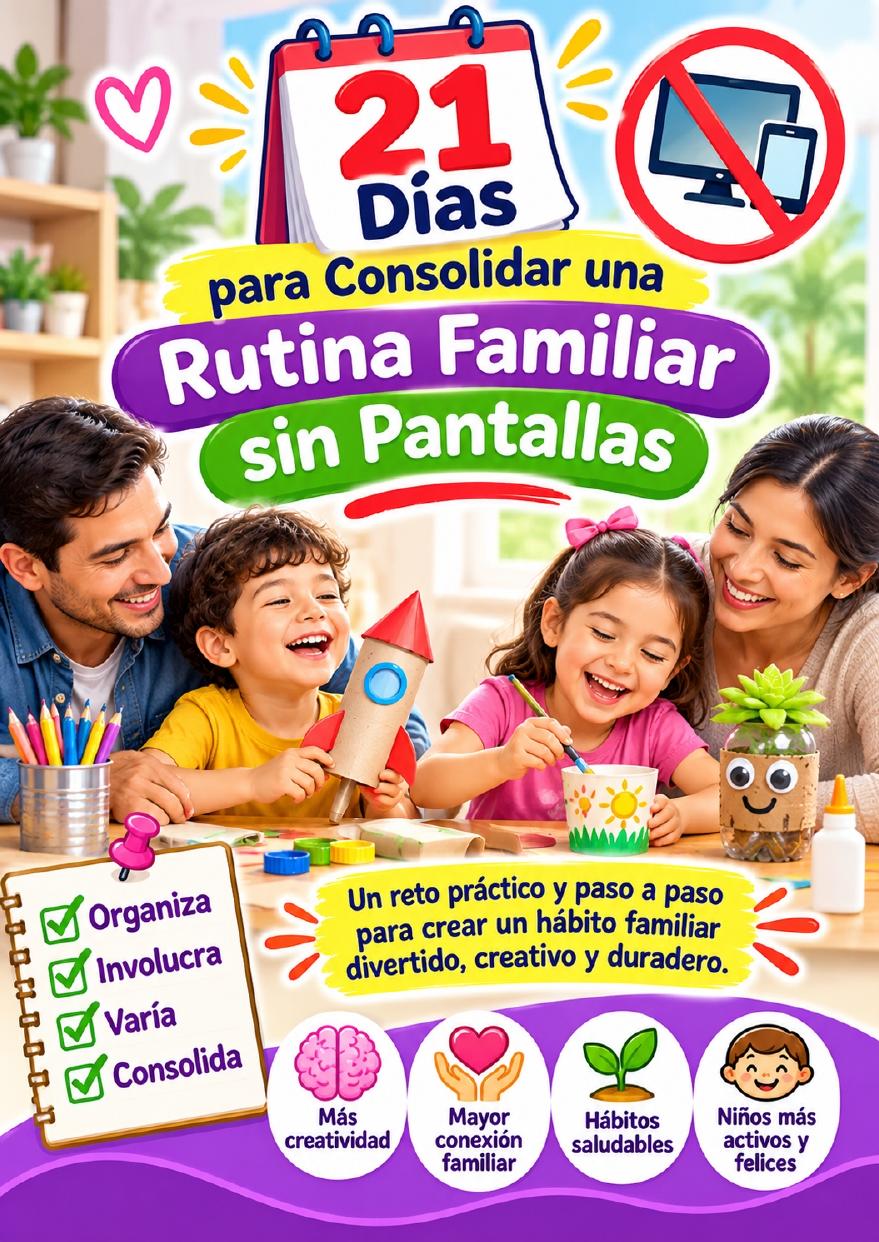 21
Días
para Consolidar una
Rutina Familiar
sin Pantallas
Organiza
Involucra
Varía
Consolida
Un reto práctico y paso a paso
para crear un hábito familiar
divertido, creativo y duradero.
Más
creatividad
Mayor
conexión
familiar
Hábitos
saludables
Niños más
activos y
felices